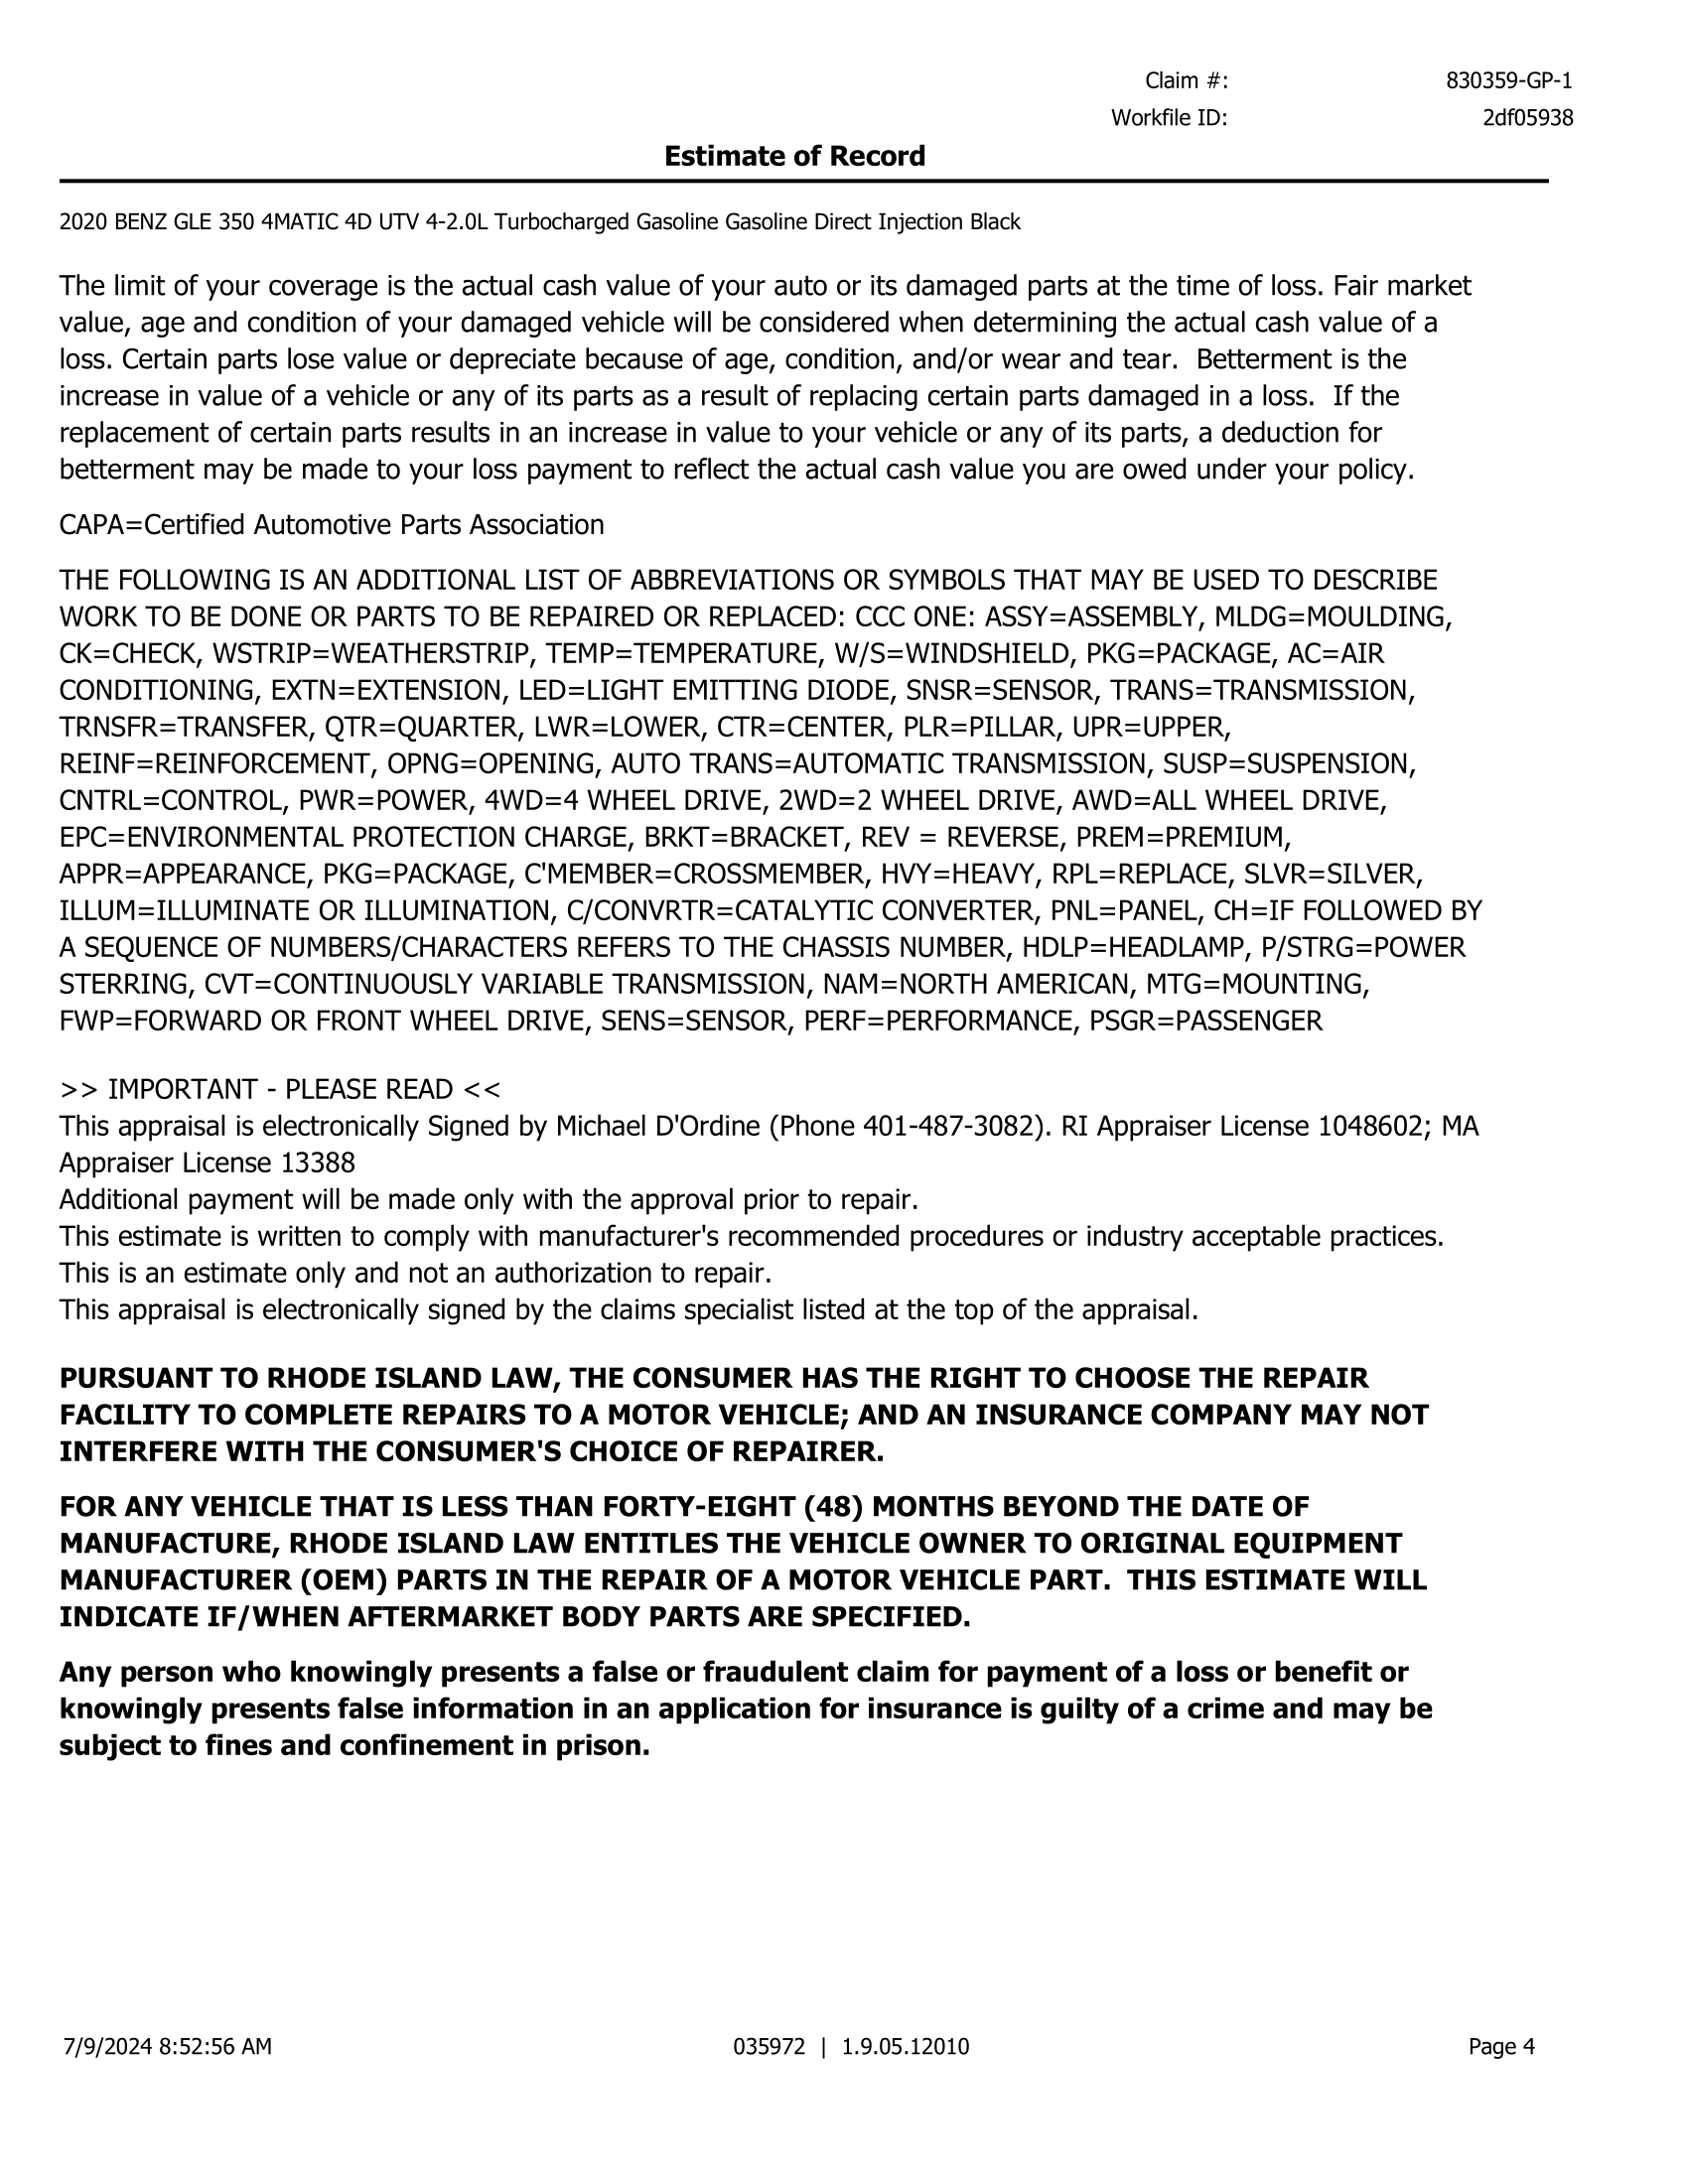 Claim #: 830359-GP-1
Workfile ID: 2df05938
Estimate of Record
2020 BENZ GLE 350 4MATIC 4D UTV 4-2.0L Turbocharged Gasoline Gasoline Direct Injection Black
The limit of your coverage is the actual cash value of your auto or its damaged parts at the time of loss. Fair market
value, age and condition of your damaged vehicle will be considered when determining the actual cash value of a
loss. Certain parts lose value or depreciate because of age, condition, and/or wear and tear.  Betterment is the
increase in value of a vehicle or any of its parts as a result of replacing certain parts damaged in a loss.  If the
replacement of certain parts results in an increase in value to your vehicle or any of its parts, a deduction for
betterment may be made to your loss payment to reflect the actual cash value you are owed under your policy.
CAPA=Certified Automotive Parts Association
THE FOLLOWING IS AN ADDITIONAL LIST OF ABBREVIATIONS OR SYMBOLS THAT MAY BE USED TO DESCRIBE
WORK TO BE DONE OR PARTS TO BE REPAIRED OR REPLACED: CCC ONE: ASSY=ASSEMBLY, MLDG=MOULDING,
CK=CHECK, WSTRIP=WEATHERSTRIP, TEMP=TEMPERATURE, W/S=WINDSHIELD, PKG=PACKAGE, AC=AIR
CONDITIONING, EXTN=EXTENSION, LED=LIGHT EMITTING DIODE, SNSR=SENSOR, TRANS=TRANSMISSION,
TRNSFR=TRANSFER, QTR=QUARTER, LWR=LOWER, CTR=CENTER, PLR=PILLAR, UPR=UPPER,
REINF=REINFORCEMENT, OPNG=OPENING, AUTO TRANS=AUTOMATIC TRANSMISSION, SUSP=SUSPENSION,
CNTRL=CONTROL, PWR=POWER, 4WD=4 WHEEL DRIVE, 2WD=2 WHEEL DRIVE, AWD=ALL WHEEL DRIVE,
EPC=ENVIRONMENTAL PROTECTION CHARGE, BRKT=BRACKET, REV = REVERSE, PREM=PREMIUM,
APPR=APPEARANCE, PKG=PACKAGE, C'MEMBER=CROSSMEMBER, HVY=HEAVY, RPL=REPLACE, SLVR=SILVER,
ILLUM=ILLUMINATE OR ILLUMINATION, C/CONVRTR=CATALYTIC CONVERTER, PNL=PANEL, CH=IF FOLLOWED BY
A SEQUENCE OF NUMBERS/CHARACTERS REFERS TO THE CHASSIS NUMBER, HDLP=HEADLAMP, P/STRG=POWER
STERRING, CVT=CONTINUOUSLY VARIABLE TRANSMISSION, NAM=NORTH AMERICAN, MTG=MOUNTING,
FWP=FORWARD OR FRONT WHEEL DRIVE, SENS=SENSOR, PERF=PERFORMANCE, PSGR=PASSENGER
>> IMPORTANT - PLEASE READ <<
This appraisal is electronically Signed by Michael D'Ordine (Phone 401-487-3082). RI Appraiser License 1048602; MA
Appraiser License 13388
Additional payment will be made only with the approval prior to repair.
This estimate is written to comply with manufacturer's recommended procedures or industry acceptable practices.
This is an estimate only and not an authorization to repair.
This appraisal is electronically signed by the claims specialist listed at the top of the appraisal.
PURSUANT TO RHODE ISLAND LAW, THE CONSUMER HAS THE RIGHT TO CHOOSE THE REPAIR
FACILITY TO COMPLETE REPAIRS TO A MOTOR VEHICLE; AND AN INSURANCE COMPANY MAY NOT
INTERFERE WITH THE CONSUMER'S CHOICE OF REPAIRER.
FOR ANY VEHICLE THAT IS LESS THAN FORTY-EIGHT (48) MONTHS BEYOND THE DATE OF
MANUFACTURE, RHODE ISLAND LAW ENTITLES THE VEHICLE OWNER TO ORIGINAL EQUIPMENT
MANUFACTURER (OEM) PARTS IN THE REPAIR OF A MOTOR VEHICLE PART.  THIS ESTIMATE WILL
INDICATE IF/WHEN AFTERMARKET BODY PARTS ARE SPECIFIED.
Any person who knowingly presents a false or fraudulent claim for payment of a loss or benefit or
knowingly presents false information in an application for insurance is guilty of a crime and may be
subject to fines and confinement in prison.
7/9/2024 8:52:56 AM 035972 | 1.9.05.12010 Page 4